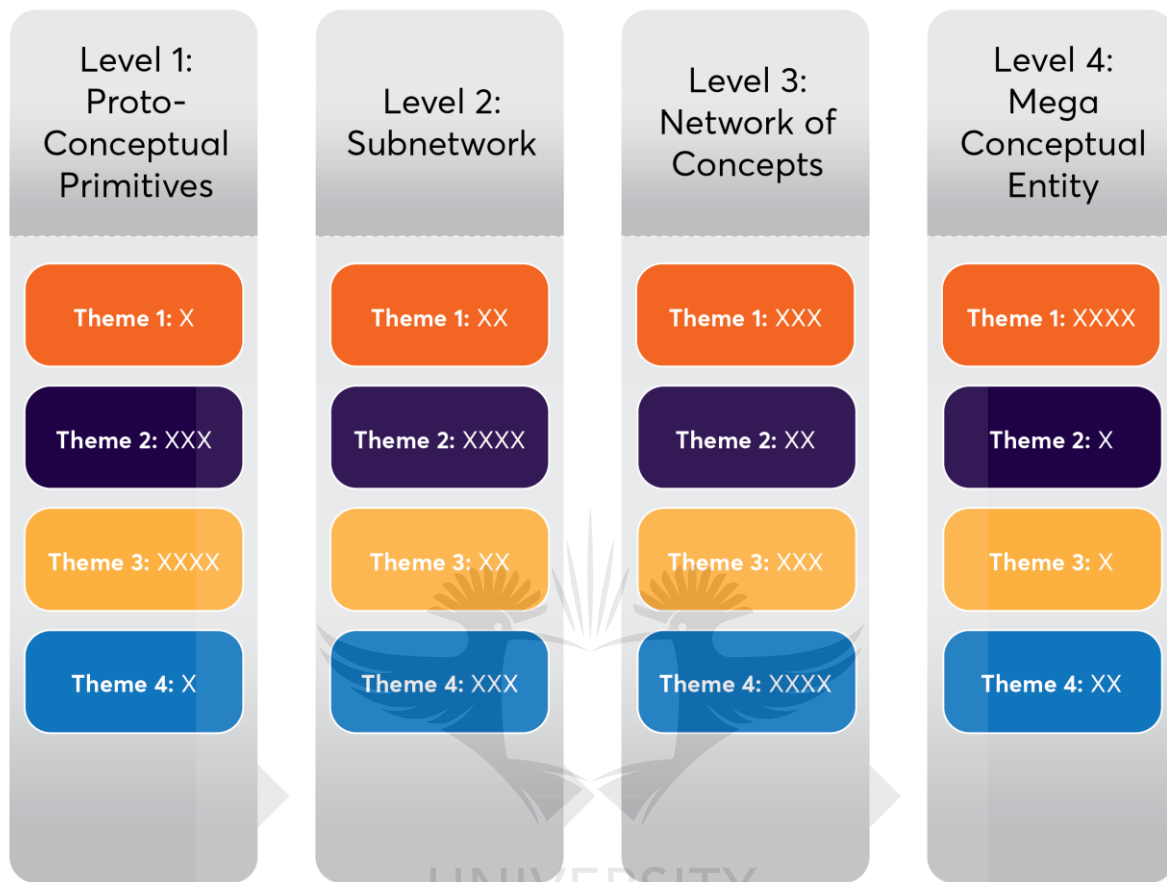 Level 1:
Proto-
Conceptual
Primitives
Theme 1: X
Theme 2: XXX
Theme 3: XXXX
Theme 4: X
Level 2:
Subnetwork
Theme 1: XX
Theme 2: XXXX
Theme 3: XX
Theme 4: XXX
Level 3:
Network of
Concepts
Theme 1: XXX
Theme 2: XX
Theme 3: XXX
Theme 4: XXXX
Level 4:
Mega
Conceptual
Entity
Theme 1: XXXX
Theme 2: X
Theme 3: X
Theme 4: XX
UNIVERSITY